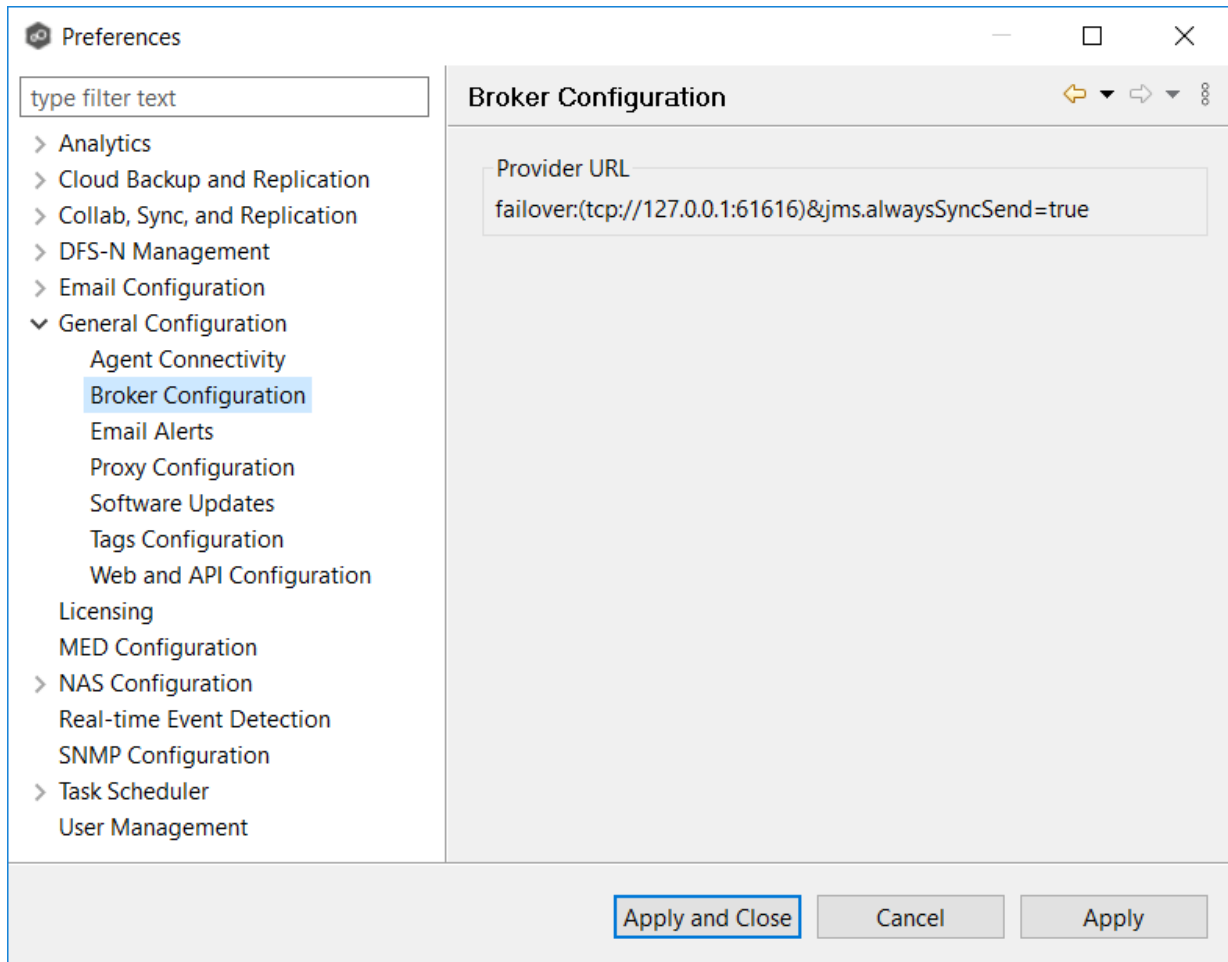 Preferences
type filter text
Analytics
Cloud Backup and Replication
Collab, Sync, and Replication
DFS-N Management
Email Configuration
General Configuration
Agent Connectivity
Broker Configuration
Email Alerts
Proxy Configuration
Software Updates
Tags Configuration
Web and API Configuration
Licensing
MED Configuration
NAS Configuration
Real-time Event Detection
SNMP Configuration
Task Scheduler
User Management
Broker Configuration
Provider URL
failover:(tcp://127.0.0.1:61616)&jms.alwaysSyncSend=true
Apply and Close
Cancel
Apply